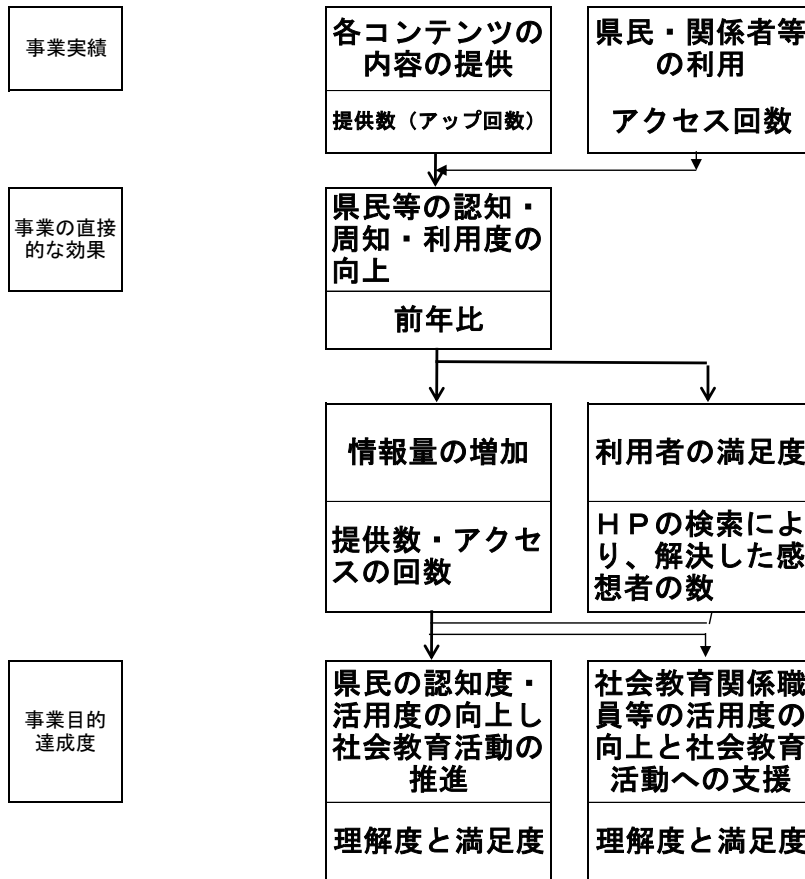 事業実績
各コンテンツの
内容の提供
提供数（アップ回数）
県民・関係者等
の利用
アクセス回数
事業の直接
的な効果
県民等の認知・
周知・利用度の
向上
前年比
情報量の増加
提供数・アクセ
スの回数
利用者の満足度
ＨＰの検索によ
り、解決した感
想者の数
事業目的
達成度
県民の認知度・
活用度の向上し
社会教育活動の
推進
理解度と満足度
社会教育関係職
員等の活用度の
向上と社会教育
活動への支援
理解度と満足度